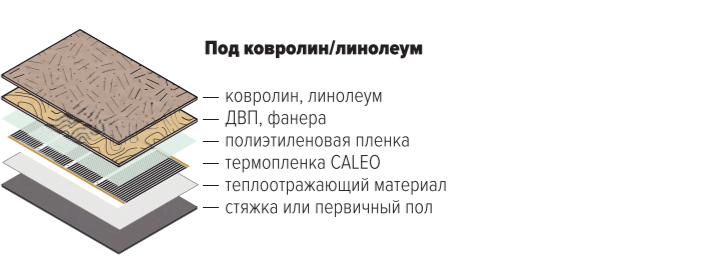 Под ковролин/линолеум
ковролин, линолеум
ДВП, фанера
полиэтиленовая пленка
термопленка CALEO
теплоотражающий материал
стяжка или первичный пол